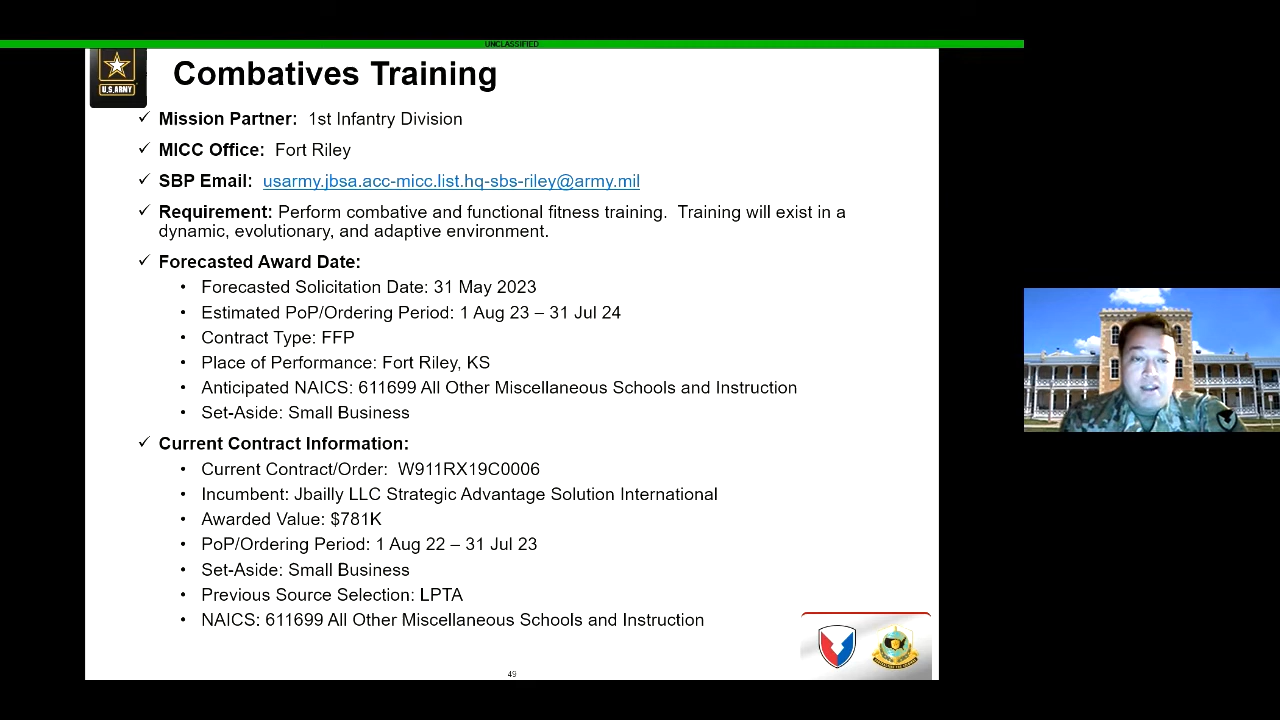 UNCLASSIFIED
U.S.ARMY
Combatives Training
✓ Mission Partner: 1st Infantry Division
✓ MICC Office: Fort Riley
✓ SBP Email: usarmy.jbsa.acc-micc.list.hq-sbs-riley@army.mil
✓ Requirement: Perform combative and functional fitness training. Training will exist in a
dynamic, evolutionary, and adaptive environment.
✓ Forecasted Award Date:
• Forecasted Solicitation Date: 31 May 2023
• Estimated PoP/Ordering Period: 1 Aug 23 – 31 Jul 24
• Contract Type: FFP
• Place of Performance: Fort Riley, KS
• Anticipated NAICS: 611699 All Other Miscellaneous Schools and Instruction
• Set-Aside: Small Business
✓ Current Contract Information:
• Current Contract/Order: W911RX19C0006
• Incumbent: Jbailly LLC Strategic Advantage Solution International
• Awarded Value: $781K
• PoP/Ordering Period: 1 Aug 22 – 31 Jul 23
• Set-Aside: Small Business
• Previous Source Selection: LPTA
• NAICS: 611699 All Other Miscellaneous Schools and Instruction
49